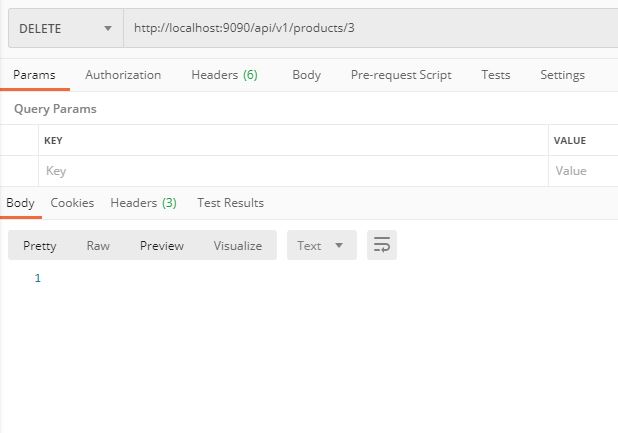 DELETE http://localhost:9090/api/v1/products/3
Params Authorization Headers (6) Body Pre-request Script Tests Settings
Query Params
KEY VALUE
Key Value
Body Cookies Headers (3) Test Results
Pretty Raw Preview Visualize Text
1